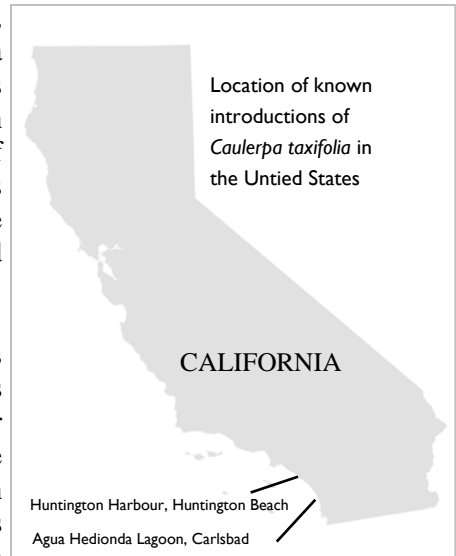 Location of known
introductions of
Caulerpa taxifolia in
the Untied States
CALIFORNIA
Huntington Harbour, Huntington Beach
Agua Hedionda Lagoon, Carlsbad